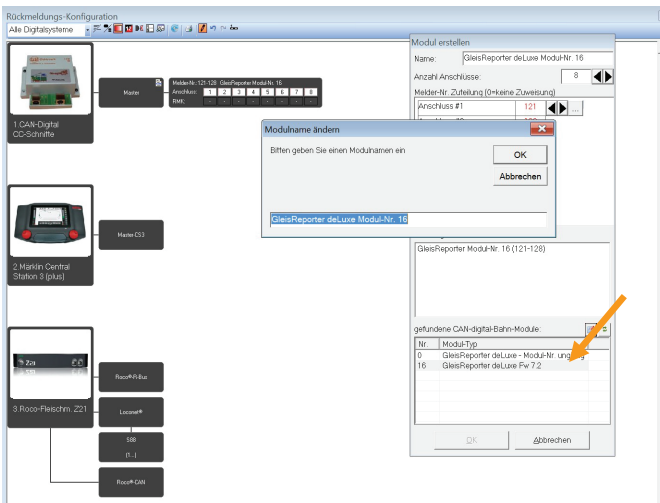 Rückmeldungs-Konfiguration
Alle Digitalsysteme
1.CAN-Digital
CC-Schnitte
Master
Melder-Nr.: 121-128 GleisReporter Modul-Nr. 16
Anschluss: 1 2 3 4 5 6 7 8
RMK: - - - - - - - -
2.Märklin Central
Station 3 (plus)
Master CS3
Z21
3.Roco-Fleischm. Z21
Roco®-R-Bus
Loconet®
S88
(1...)
Roco®-CAN
Modul erstellen
Name: GleisReporter deLuxe Modul-Nr. 16
Anzahl Anschlüsse: 8
Melder-Nr. Zuteilung (0=keine Zuweisung)
Anschluss #1 121 ...
Modulname ändern
Bitten geben Sie einen Modulnamen ein
OK
Abbrechen
GleisReporter deLuxe Modul-Nr. 16
GleisReporter Modul-Nr. 16 (121-128)
gefundene CAN-digital-Bahn-Module:
Nr. Modul-Typ
0 GleisReporter deLuxe - Modul-Nr.
16 GleisReporter deLuxe Fw 7.2
OK Abbrechen